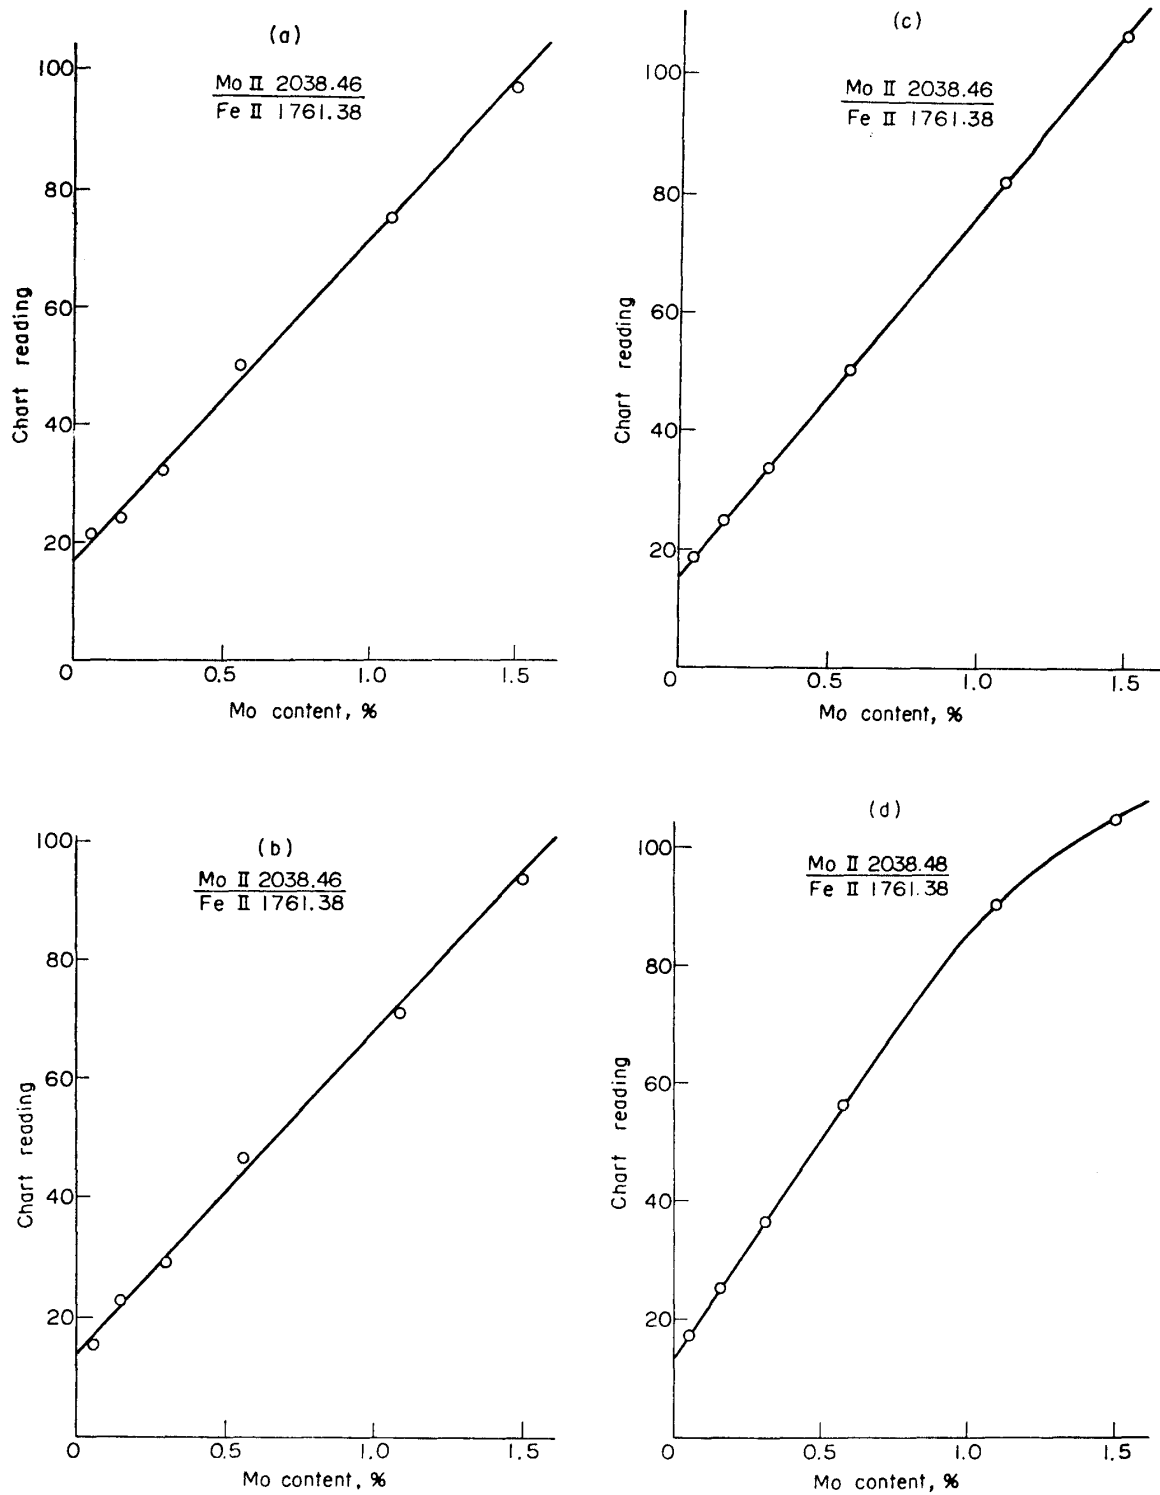 (a)
Mo II 2038.46
Fe II 1761.38
100
80
60
40
20
0
0.5
1.0
1.5
Chart reading
Mo content, %
(c)
Mo II 2038.46
Fe II 1761.38
100
80
60
40
20
0
0.5
1.0
1.5
Chart reading
Mo content, %
(b)
Mo II 2038.46
Fe II 1761.38
100
80
60
40
20
0
0.5
1.0
1.5
Chart reading
Mo content, %
(d)
Mo II 2038.48
Fe II 1761.38
100
80
60
40
20
0
0.5
1.0
1.5
Chart reading
Mo content, %